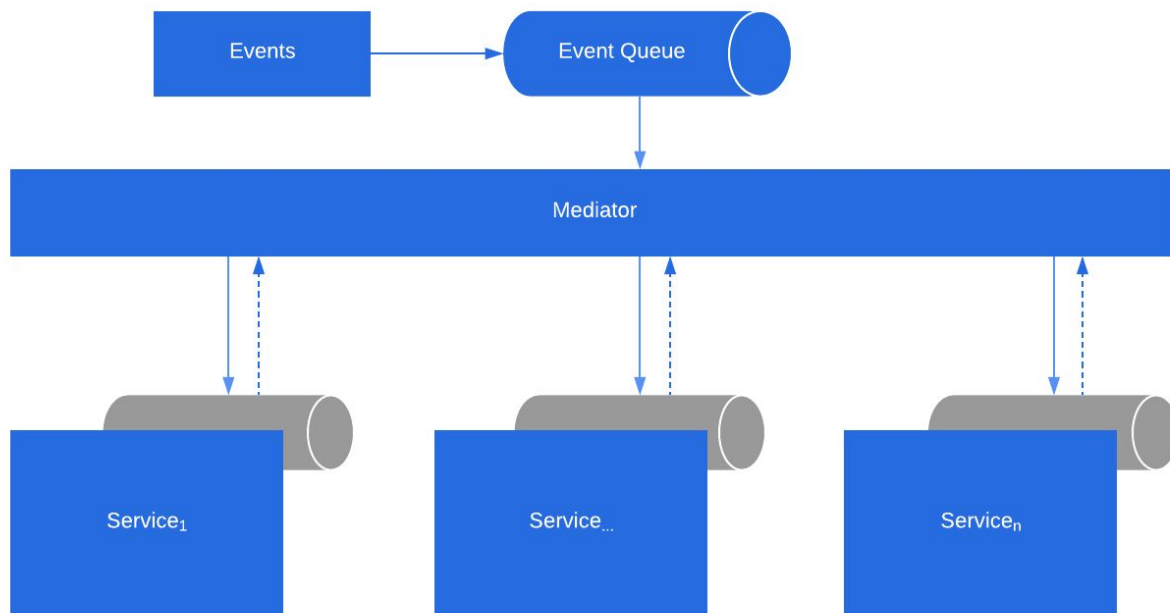 Events
Event Queue
Mediator
Service₁
Service...
Serviceₙ